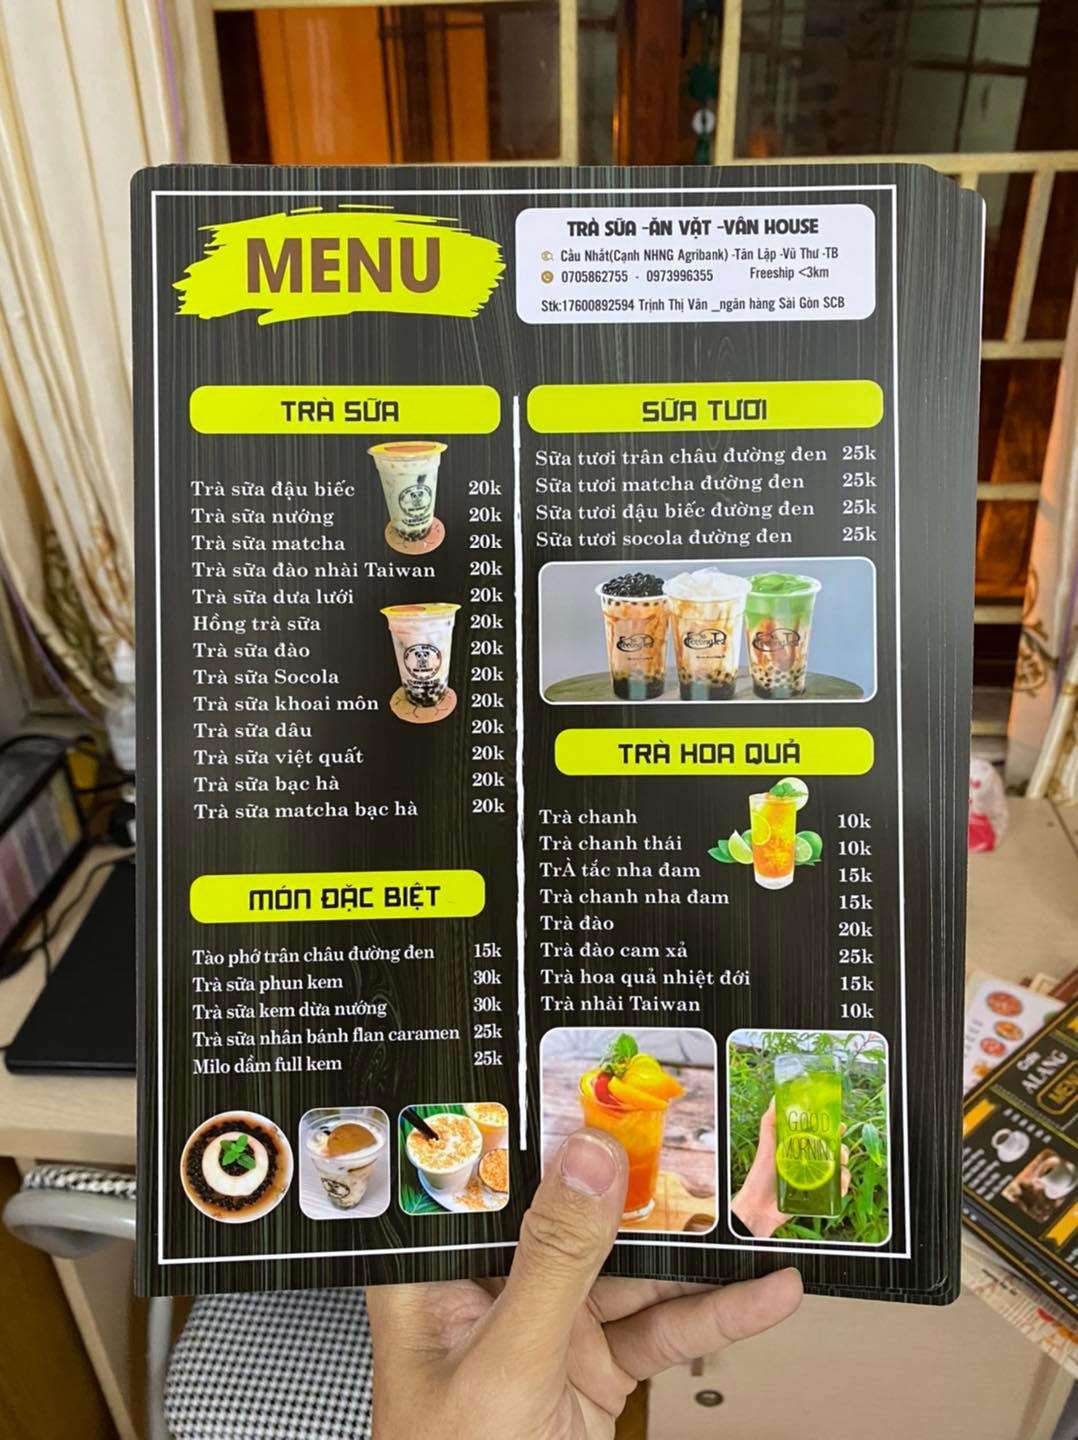 MENU
TRÀ SỮA -ĂN VẶT -VÂN HOUSE
Cầu Nhất(Cạnh NHNG Agribank) -Tân Lập -Vũ Thư -TB
0705862755 - 0973996355 Freeship <3km
Stk:17600892594 Trịnh Thị Vân _ngân hàng Sài Gòn SCB
TRÀ SỮA
Trà sữa đậu biếc 20k
Trà sữa nướng 20k
Trà sữa matcha 20k
Trà sữa đào nhài Taiwan 20k
Trà sữa dưa lưới 20k
Hồng trà sữa 20k
Trà sữa đào 20k
Trà sữa Socola 20k
Trà sữa khoai môn 20k
Trà sữa dâu 20k
Trà sữa việt quất 20k
Trà sữa bạc hà 20k
Trà sữa matcha bạc hà 20k
MÓN ĐẶC BIỆT
Tào phớ trân châu đường đen 15k
Trà sữa phun kem 30k
Trà sữa kem dừa nướng 30k
Trà sữa nhân bánh flan caramen 25k
Milo dầm full kem 25k
SỮA TƯƠI
Sữa tươi trân châu đường đen 25k
Sữa tươi matcha đường đen 25k
Sữa tươi đậu biếc đường đen 25k
Sữa tươi socola đường đen 25k
TRÀ HOA QUẢ
Trà chanh 10k
Trà chanh thái 10k
TrÀ tắc nha đam 15k
Trà chanh nha đam 15k
Trà đào 20k
Trà đào cam xả 25k
Trà hoa quả nhiệt đới 15k
Trà nhài Taiwan 10k
GOOD
MORNING
ALANG
MENU